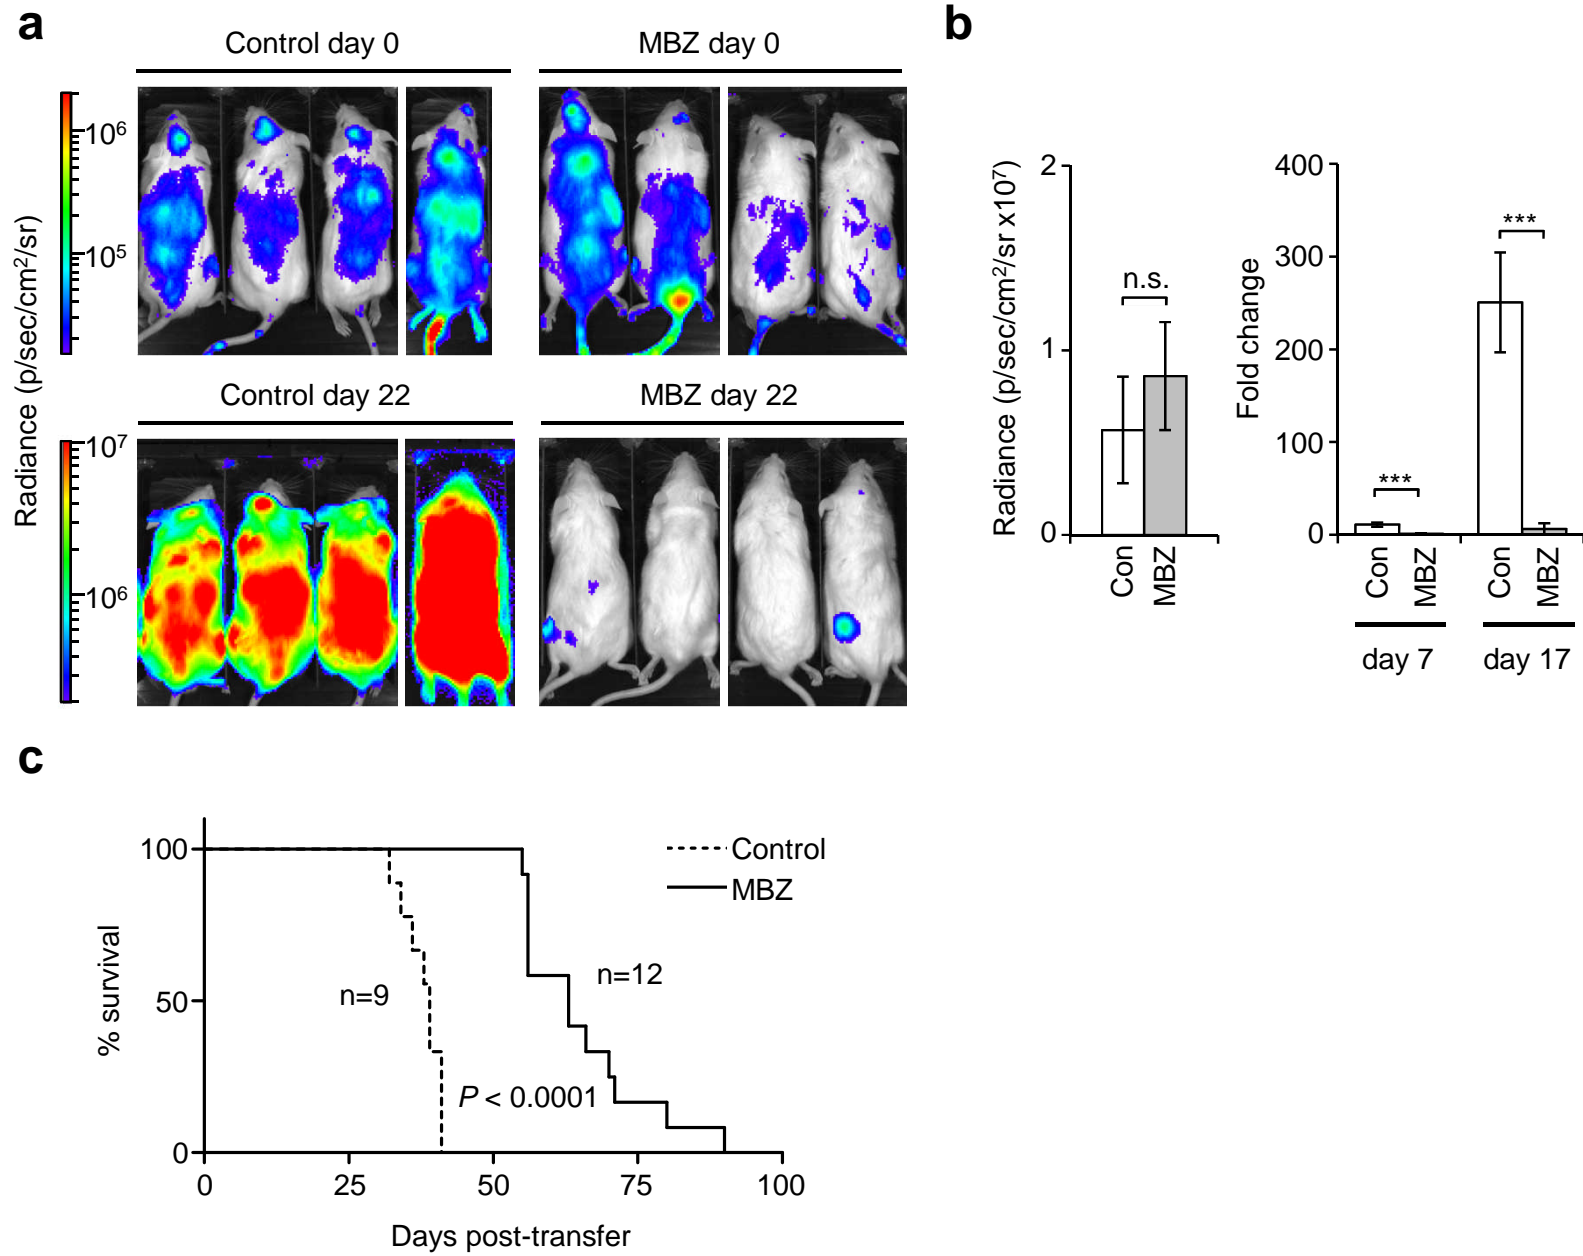 a
Control day 0
MBZ day 0
10⁶
10⁵
Control day 22
MBZ day 22
10⁷
10⁶
Radiance (p/sec/cm²/sr)
b
Radiance (p/sec/cm²/sr x10⁷)
2
1
0
n.s.
Con
MBZ
Fold change
400
300
200
100
0
***
***
Con
MBZ
Con
MBZ
day 7
day 17
c
% survival
100
50
0
Control
MBZ
n=9
n=12
P < 0.0001
0
25
50
75
100
Days post-transfer